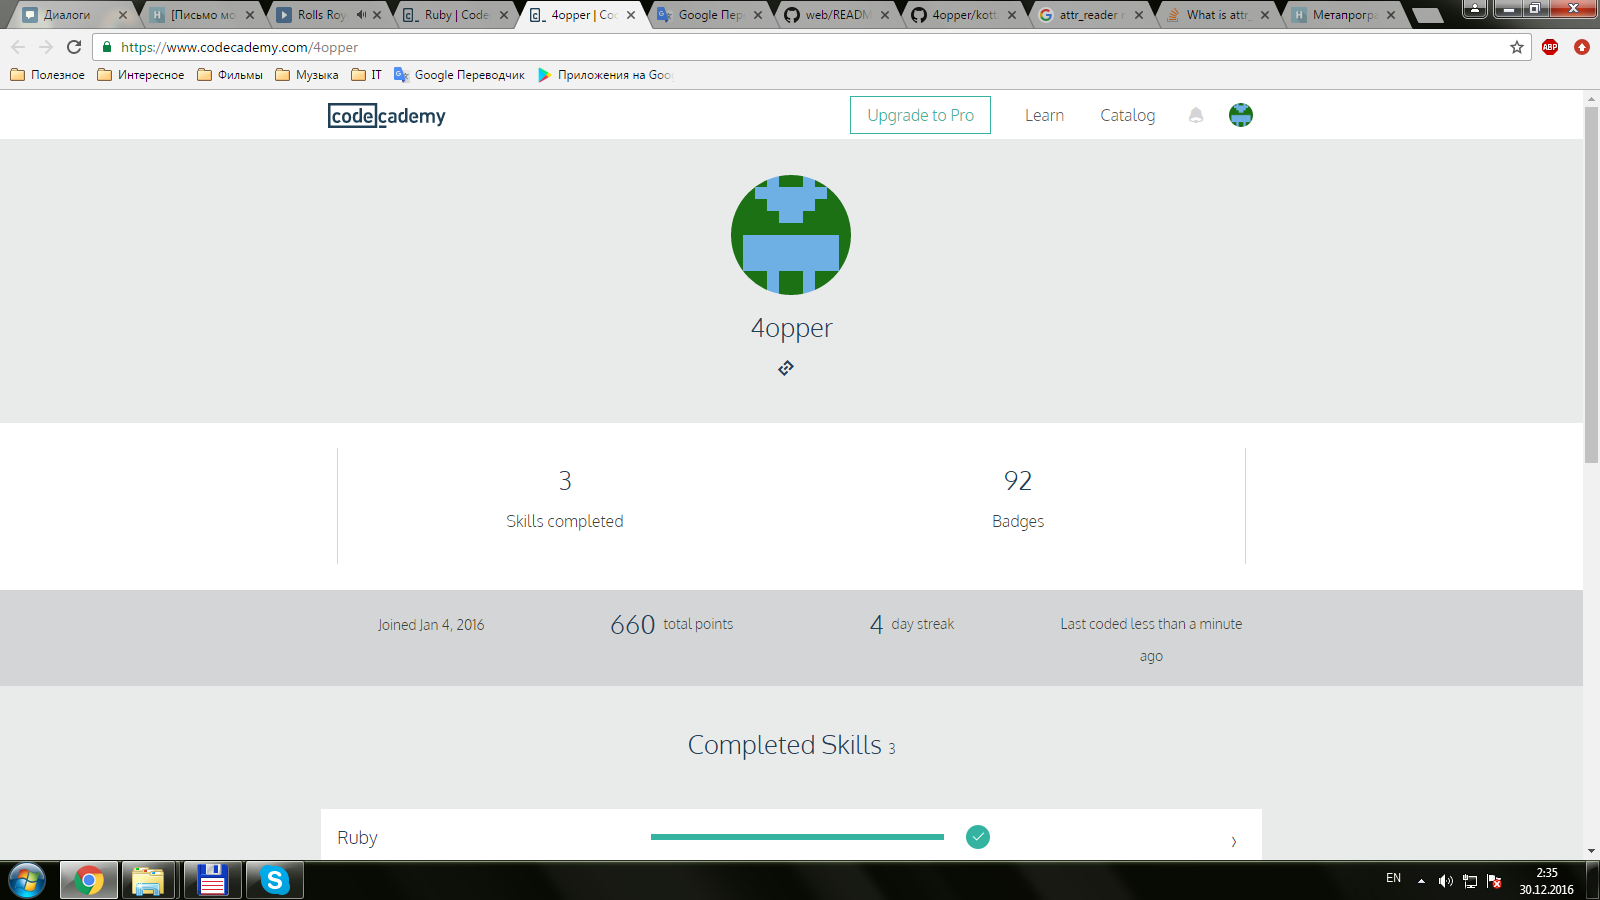 Диалоги
[Письмо мо
Rolls Roy
Ruby | Code
4opper | Coo
Google Пер
web/READM
4opper/kott
attr_reader r
What is attr_
Метапрогра
https://www.codecademy.com/4opper
ABP
Полезное
Интересное
Фильмы
Музыка
IT
Google Переводчик
Приложения на Goo
codecademy
Upgrade to Pro
Learn
Catalog
4opper
3
Skills completed
92
Badges
Joined Jan 4, 2016
660 total points
4 day streak
Last coded less than a minute
ago
Completed Skills 3
Ruby
EN
2:35
30.12.2016